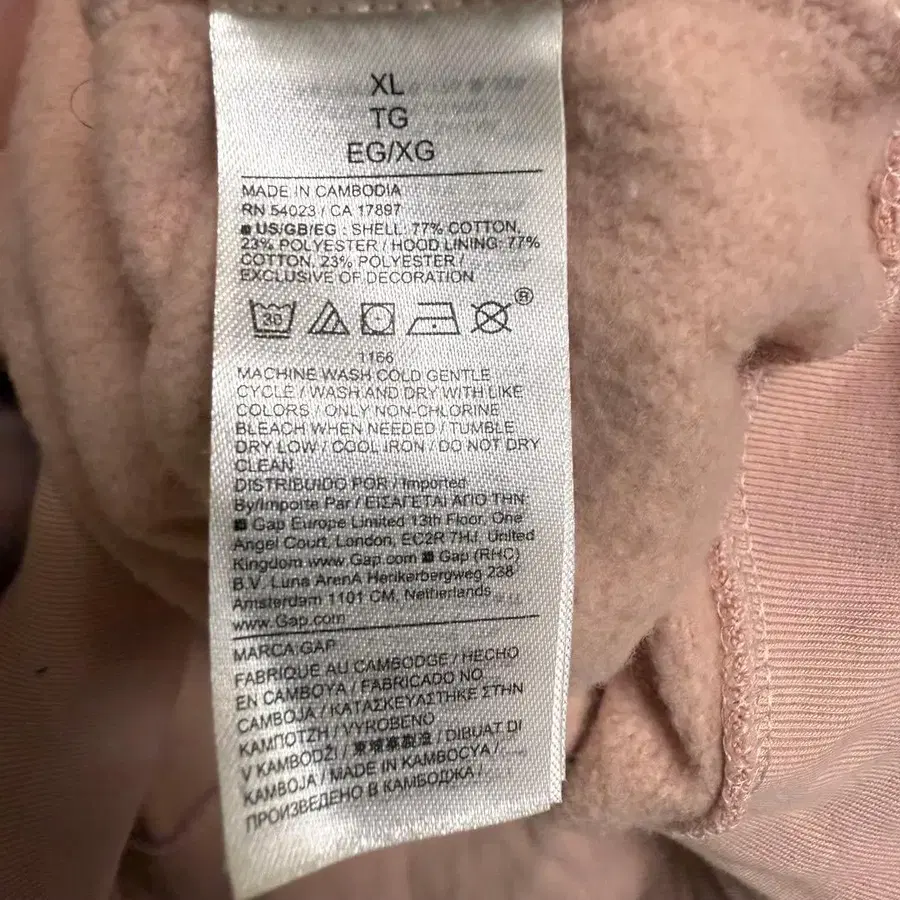 XL
TG
EG/XG
MADE IN CAMBODIA
RN 54023 / CA 17897
US/GB/EG : SHELL: 77% COTTON,
23% POLYESTER / HOOD LINING: 77%
COTTON, 23% POLYESTER /
EXCLUSIVE OF DECORATION
30
®
1166
MACHINE WASH COLD GENTLE
CYCLE / WASH AND DRY WITH LIKE
COLORS / ONLY NON-CHLORINE
BLEACH WHEN NEEDED / TUMBLE
DRY LOW / COOL IRON / DO NOT DRY
CLEAN
DISTRIBUIDO POR / Imported
By/Importe Par / ΕΙΣΑΓΕΤΑΙ ΑΠΟ ΤΗΝ:
Gap Europe Limited 13th Floor, One
Angel Court, London, EC2R 7HJ, United
Kingdom www.Gap.com Gap (RHC)
B.V. Luna ArenA Herikerbergweg 238
Amsterdam 1101 CM, Netherlands
www.Gap.com
MARCA GAP
FABRIQUE AU CAMBODGE / HECHO
EN CAMBOYA / FABRICADO NO
CAMBOJA / ΚΑΤΑΣΚΕΥΑΣΤΗΚΕ ΣΤΗΝ
ΚΑΜΠΟΤΖΗ / VYROBENO
V KAMBODŽI / 柬埔寨製造 / DIBUAT DI
KAMBOJA / MADE IN КАМВОСУА /
ПРОИЗВЕДЕНО В КАМБОДЖА /